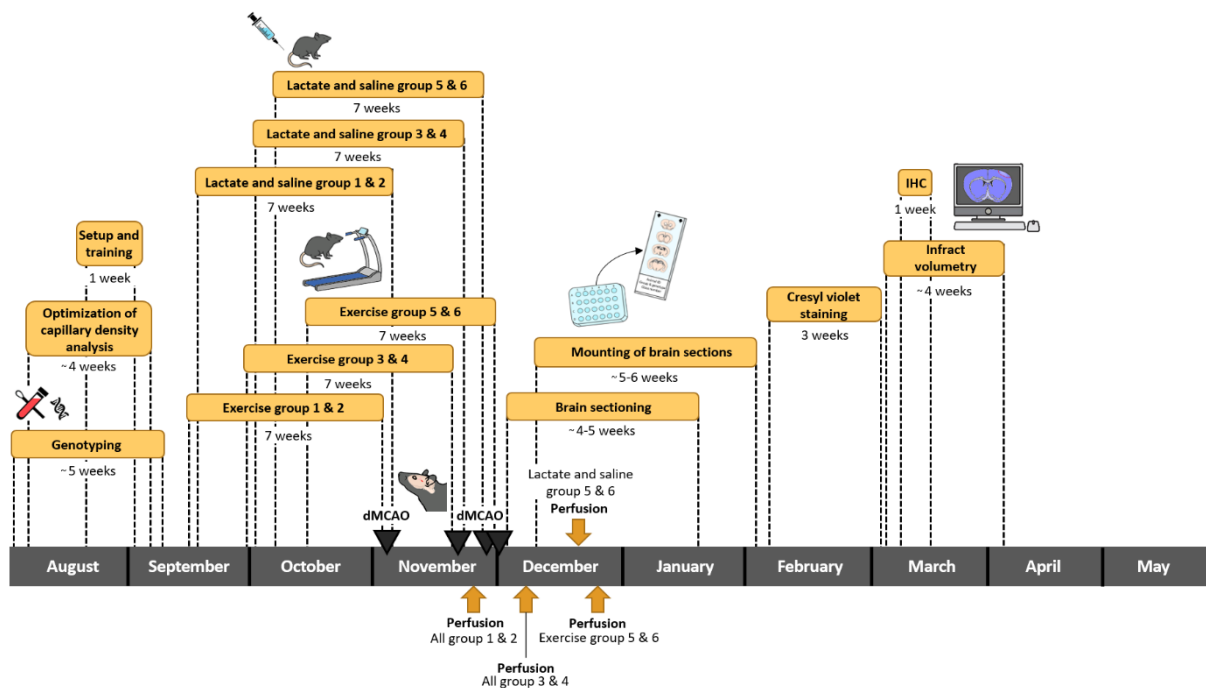 Lactate and saline group 5 & 6
7 weeks
Lactate and saline group 3 & 4
7 weeks
Lactate and saline group 1 & 2
7 weeks
IHC
1 week
Setup and
training
1 week
Infract
volumetry
~4 weeks
Optimization of
capillary density
analysis
~4 weeks
Exercise group 5 & 6
7 weeks
Cresyl violet
staining
3 weeks
Exercise group 3 & 4
7 weeks
Mounting of brain sections
~5-6 weeks
Exercise group 1 & 2
7 weeks
Brain sectioning
~4-5 weeks
Genotyping
~5 weeks
Lactate and saline
group 5 & 6
Perfusion
dMCAO
dMCAO
August
September
October
November
December
January
February
March
April
May
Perfusion
All group 1 & 2
Perfusion
Exercise group 5 & 6
Perfusion
All group 3 & 4